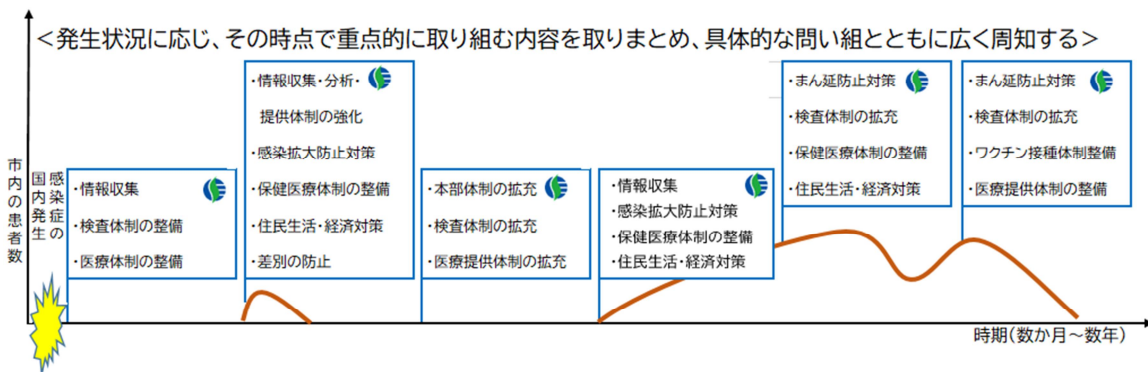 ＜発生状況に応じ、その時点で重点的に取り組む内容を取りまとめ、具体的な問い組とともに広く周知する＞
市内の患者数
感染症の
国内発生
・情報収集
・検査体制の整備
・医療体制の整備
・情報収集・分析・
提供体制の強化
・感染拡大防止対策
・保健医療体制の整備
・住民生活・経済対策
・差別の防止
・本部体制の拡充
・検査体制の拡充
・医療提供体制の拡充
・情報収集
・感染拡大防止対策
・保健医療体制の整備
・住民生活・経済対策
・まん延防止対策
・検査体制の拡充
・保健医療体制の整備
・住民生活・経済対策
・まん延防止対策
・検査体制の拡充
・ワクチン接種体制整備
・医療提供体制の整備
時期（数か月～数年）